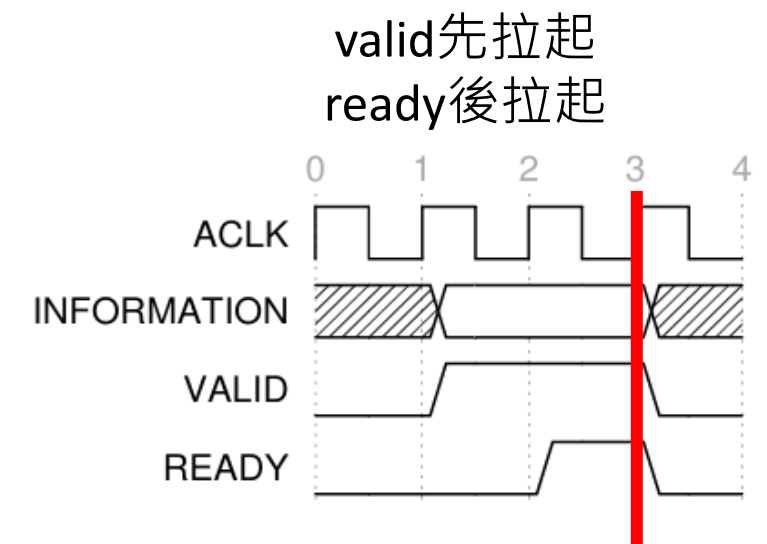 valid先拉起
ready後拉起
0 1 2 3 4
ACLK
INFORMATION
VALID
READY